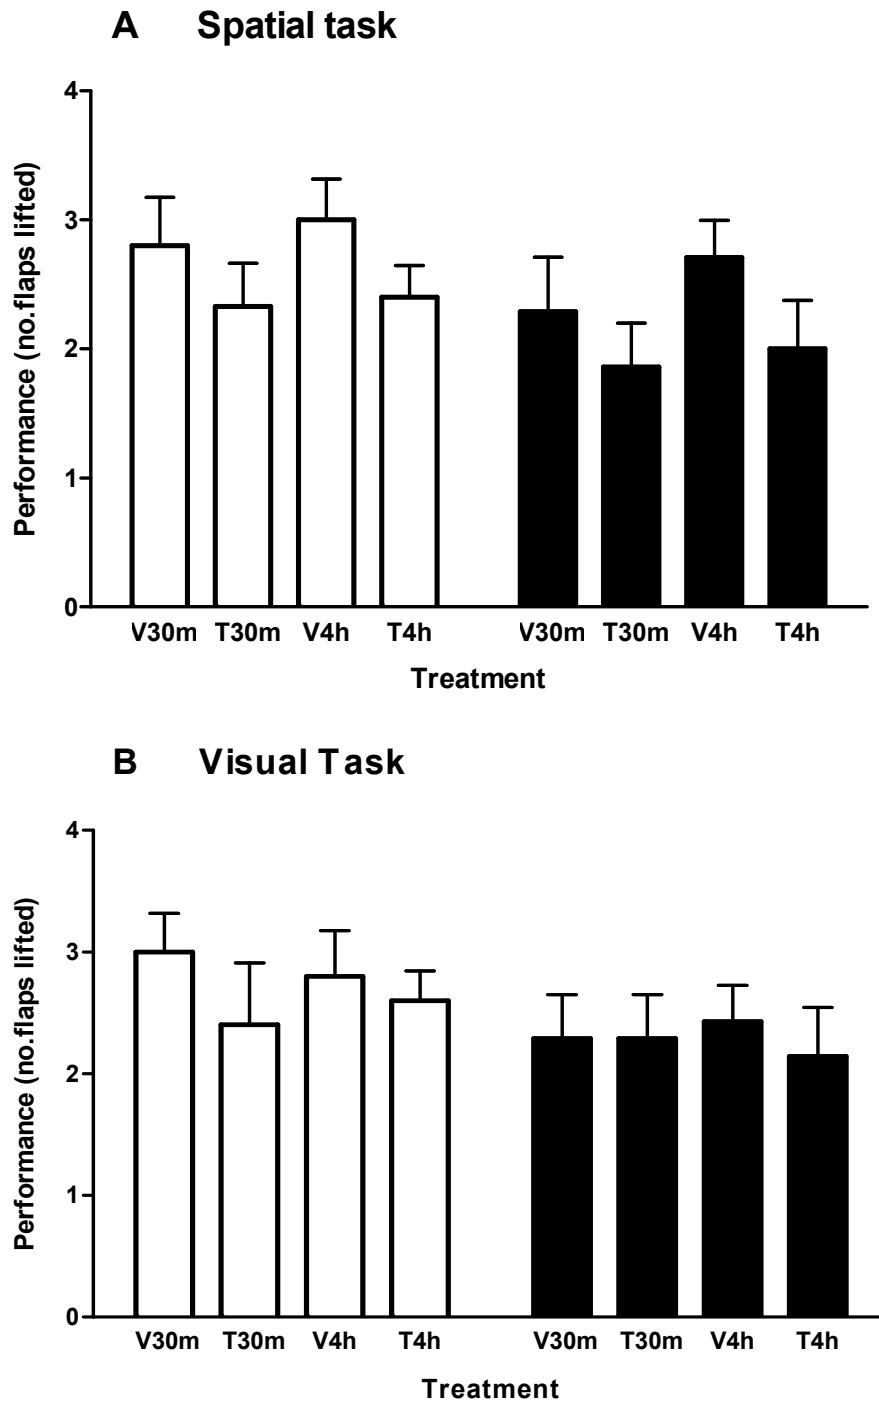 A Spatial task
Performance (no.flaps lifted)
4
3
2
1
0
V30m T30m V4h T4h V30m T30m V4h T4h
Treatment
B Visual Task
Performance (no.flaps lifted)
4
3
2
1
0
V30m T30m V4h T4h V30m T30m V4h T4h
Treatment